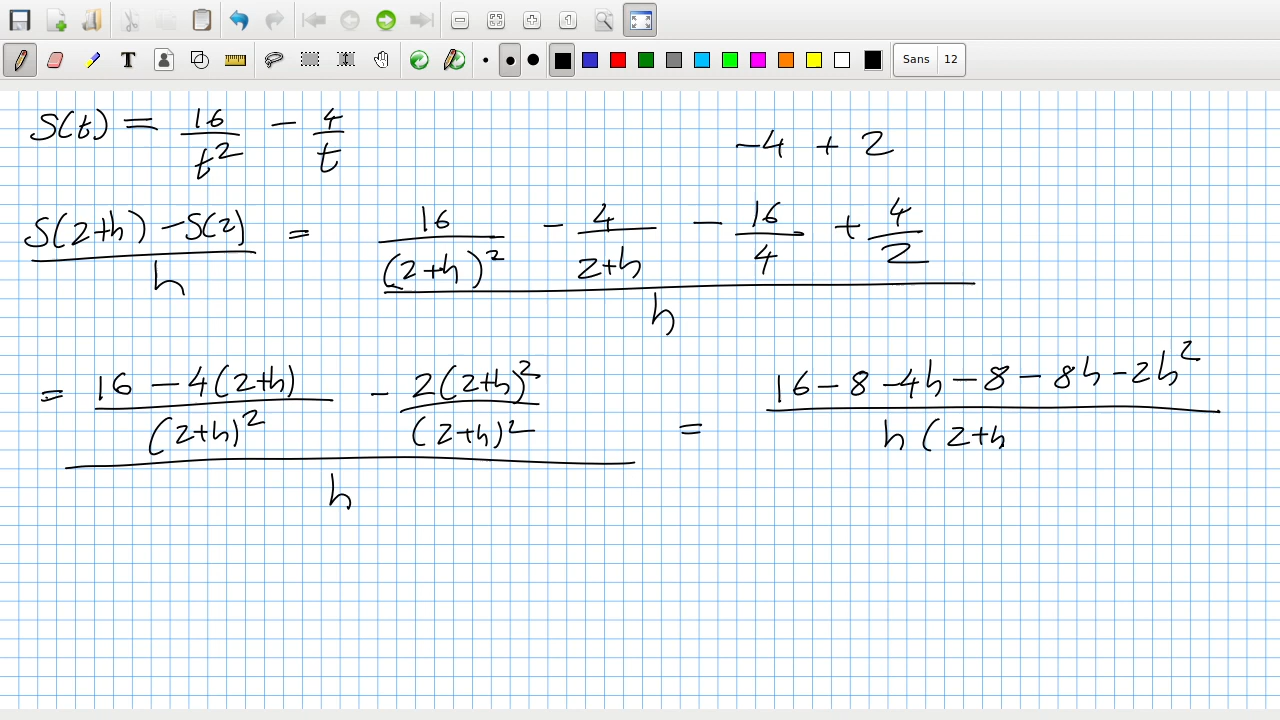 Sans 12
S(t) = 16/t² - 4/t
-4 + 2
(S(2+h) - S(2))/h = (16/(2+h)² - 4/(2+h) - 16/4 + 4/2)/h
= ((16 - 4(2+h))/(2+h)² - 2(2+h)²/(2+h)²)/h = (16 - 8 - 4h - 8 - 8h - 2h²)/h(2+h